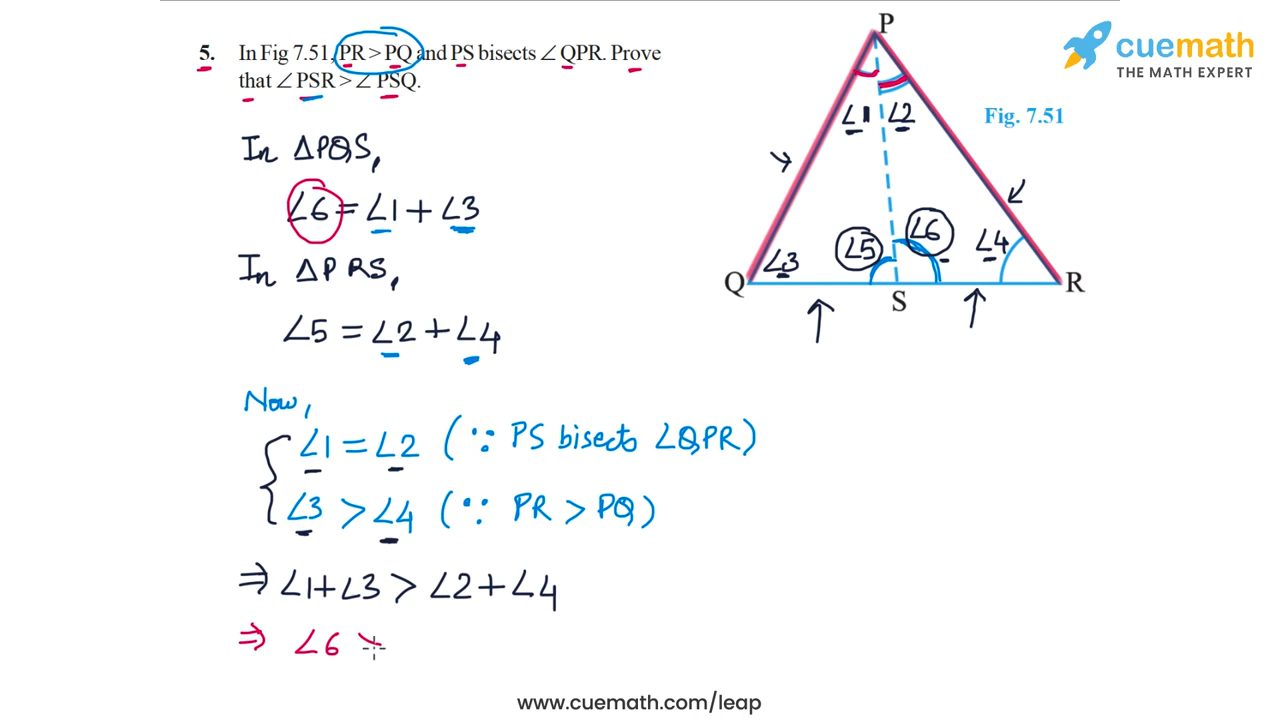 5. In Fig 7.51, PR > PQ and PS bisects ∠ QPR. Prove
that ∠ PSR > ∠ PSQ.
In ΔPQS,
∠6 = ∠1 + ∠3
In ΔPRS,
∠5 = ∠2 + ∠4
Now,
∠1 = ∠2 (∵ PS bisects ∠QPR)
∠3 > ∠4 (∵ PR > PQ)
⇒ ∠1+∠3 > ∠2+∠4
⇒ ∠6 >
P
∠1 ∠2
Fig. 7.51
∠3 ∠5 ∠6 ∠4
Q S R
cuemath
THE MATH EXPERT
www.cuemath.com/leap